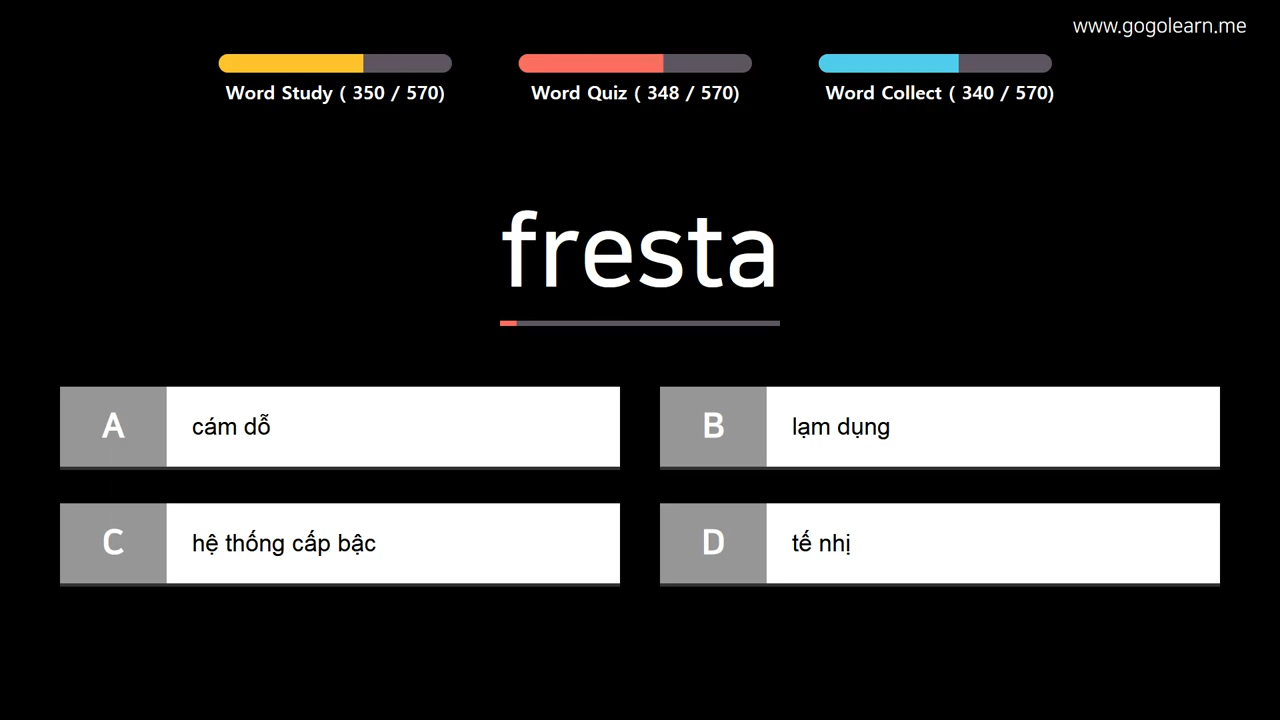 www.gogolearn.me
Word Study ( 350 / 570)
Word Quiz ( 348 / 570)
Word Collect ( 340 / 570)
fresta
A
cám dỗ
B
lạm dụng
C
hệ thống cấp bậc
D
tế nhị